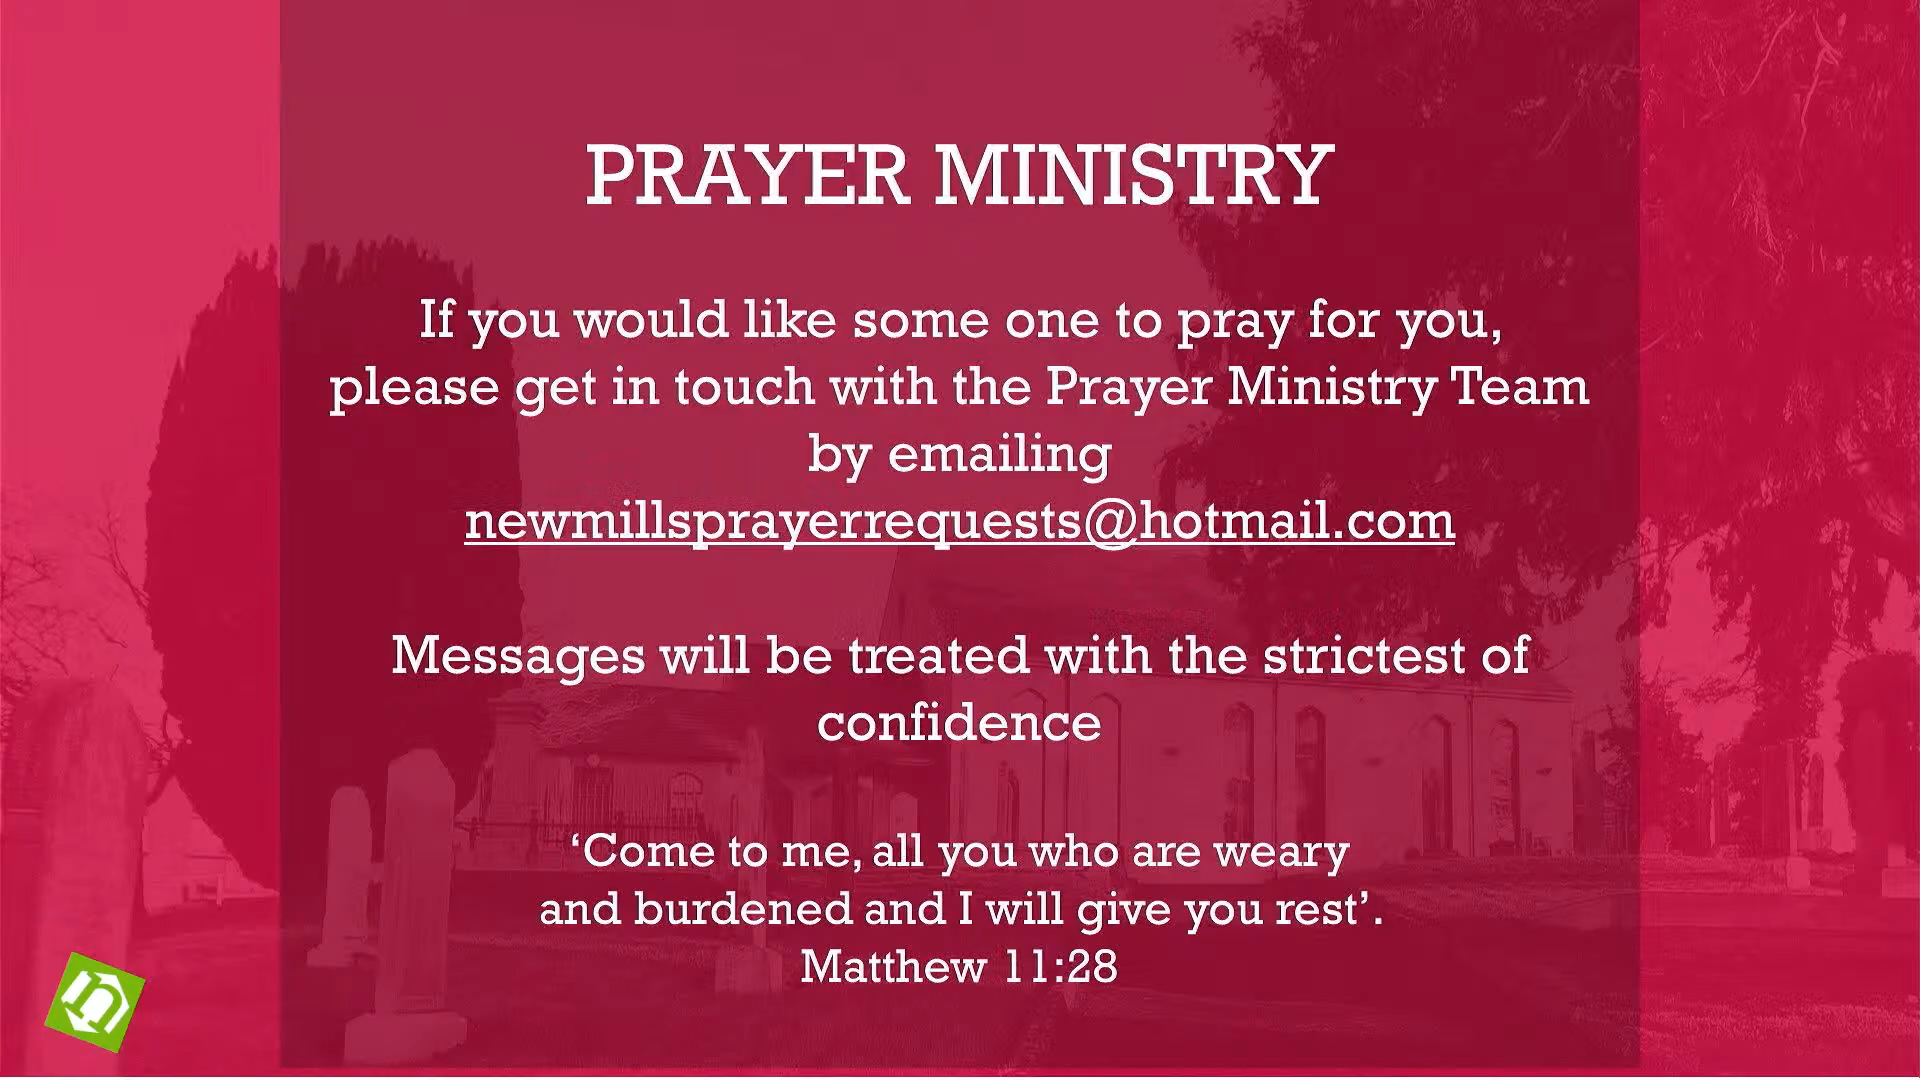 PRAYER MINISTRY
If you would like some one to pray for you,
please get in touch with the Prayer Ministry Team
by emailing
newmillsprayerrequests@hotmail.com
Messages will be treated with the strictest of
confidence
‘Come to me, all you who are weary
and burdened and I will give you rest’.
Matthew 11:28